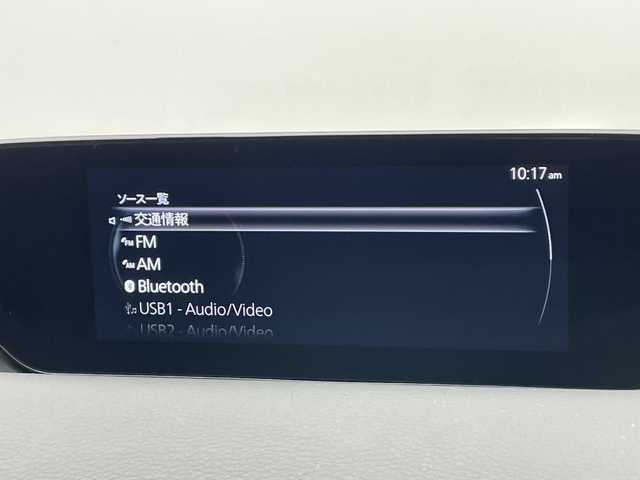 10:17am
ソース一覧
交通情報
FM
AM
Bluetooth
USB1 - Audio/Video
USB2 - Audio/Video